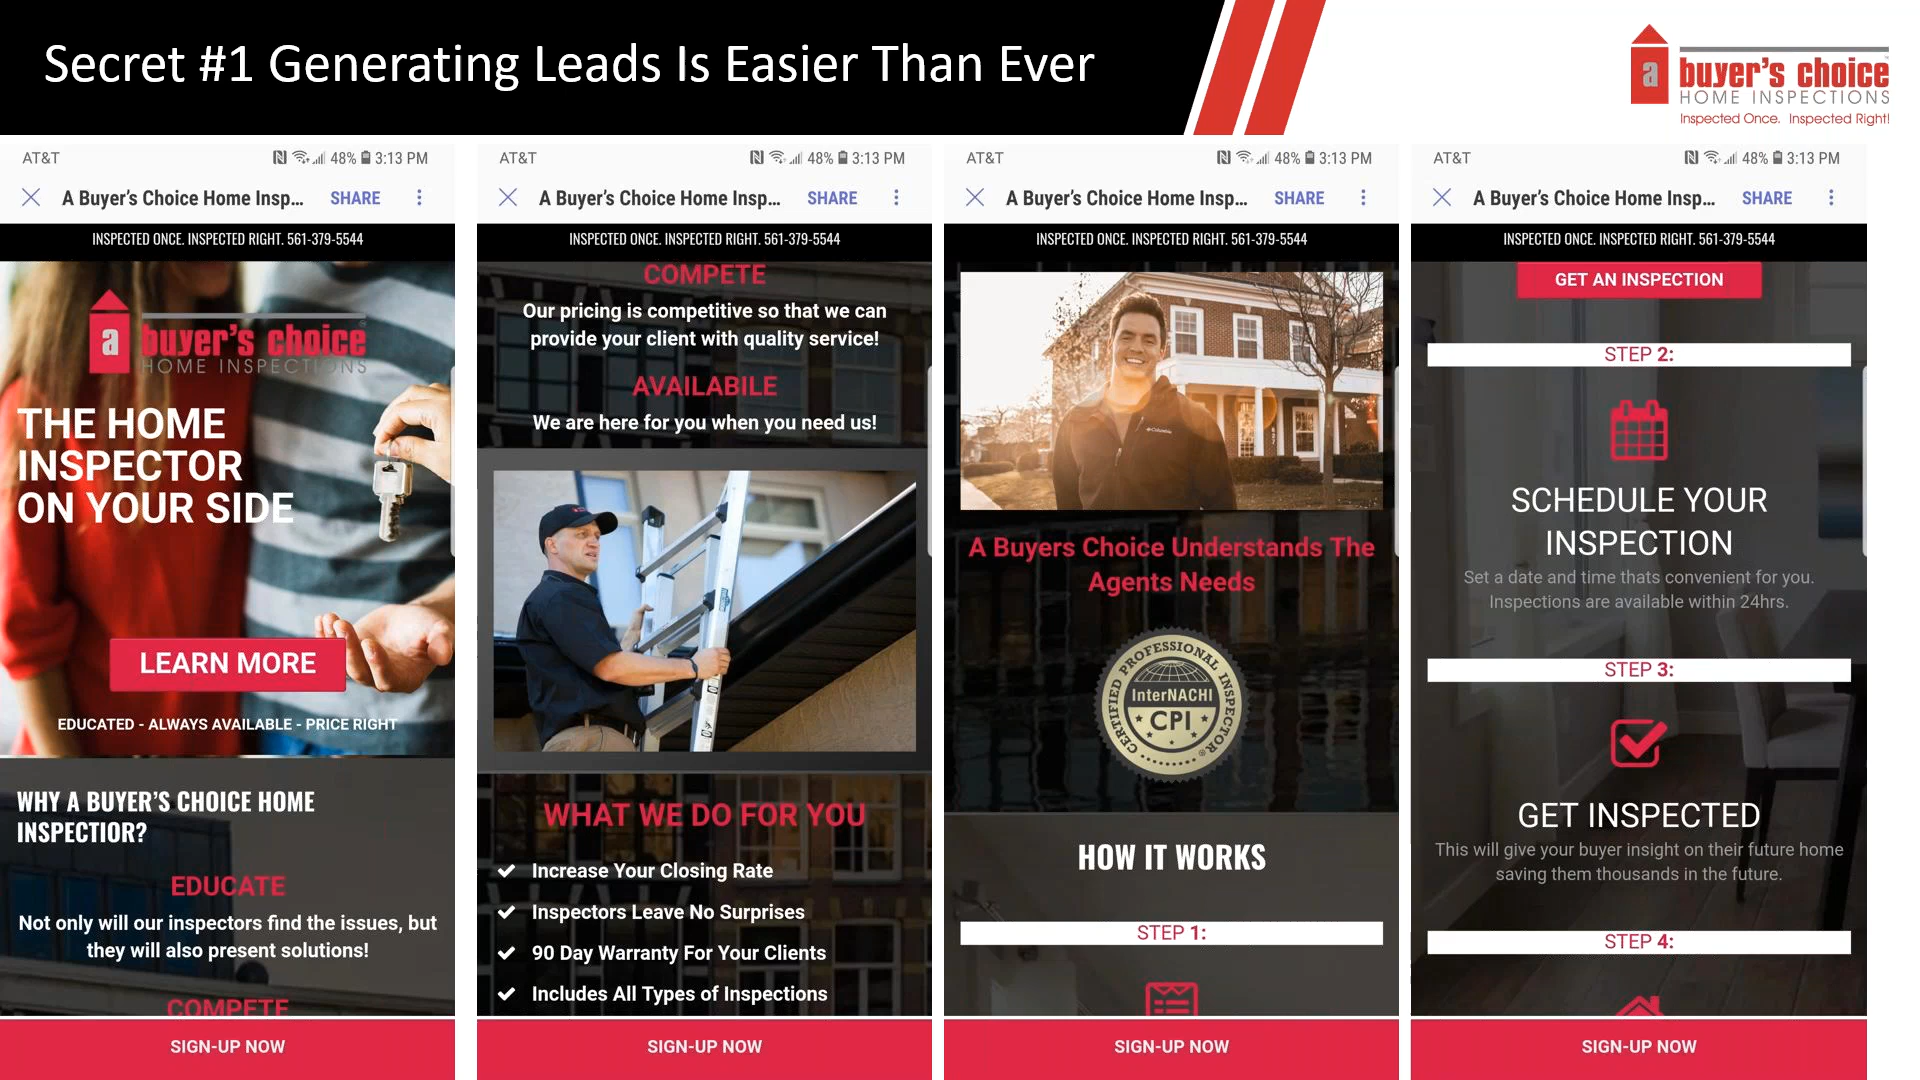 Secret #1 Generating Leads Is Easier Than Ever
a buyer's choice
HOME INSPECTIONS
Inspected Once. Inspected Right!
AT&T 48% 3:13 PM
A Buyer's Choice Home Insp... SHARE
INSPECTED ONCE. INSPECTED RIGHT. 561-379-5544
a buyer's choice
HOME INSPECTIONS
THE HOME
INSPECTOR
ON YOUR SIDE
LEARN MORE
EDUCATED - ALWAYS AVAILABLE - PRICE RIGHT
WHY A BUYER'S CHOICE HOME
INSPECTIOR?
EDUCATE
Not only will our inspectors find the issues, but
they will also present solutions!
COMPETE
SIGN-UP NOW
AT&T 48% 3:13 PM
A Buyer's Choice Home Insp... SHARE
INSPECTED ONCE. INSPECTED RIGHT. 561-379-5544
COMPETE
Our pricing is competitive so that we can
provide your client with quality service!
AVAILABILE
We are here for you when you need us!
WHAT WE DO FOR YOU
Increase Your Closing Rate
Inspectors Leave No Surprises
90 Day Warranty For Your Clients
Includes All Types of Inspections
SIGN-UP NOW
AT&T 48% 3:13 PM
A Buyer's Choice Home Insp... SHARE
INSPECTED ONCE. INSPECTED RIGHT. 561-379-5544
Columbia
A Buyers Choice Understands The
Agents Needs
CERTIFIED PROFESSIONAL INSPECTOR
InterNACHI
CPI
HOW IT WORKS
STEP 1:
SIGN-UP NOW
AT&T 48% 3:13 PM
A Buyer's Choice Home Insp... SHARE
INSPECTED ONCE. INSPECTED RIGHT. 561-379-5544
GET AN INSPECTION
STEP 2:
SCHEDULE YOUR
INSPECTION
Set a date and time thats convenient for you.
Inspections are available within 24hrs.
STEP 3:
GET INSPECTED
This will give your buyer insight on their future home
saving them thousands in the future.
STEP 4:
SIGN-UP NOW